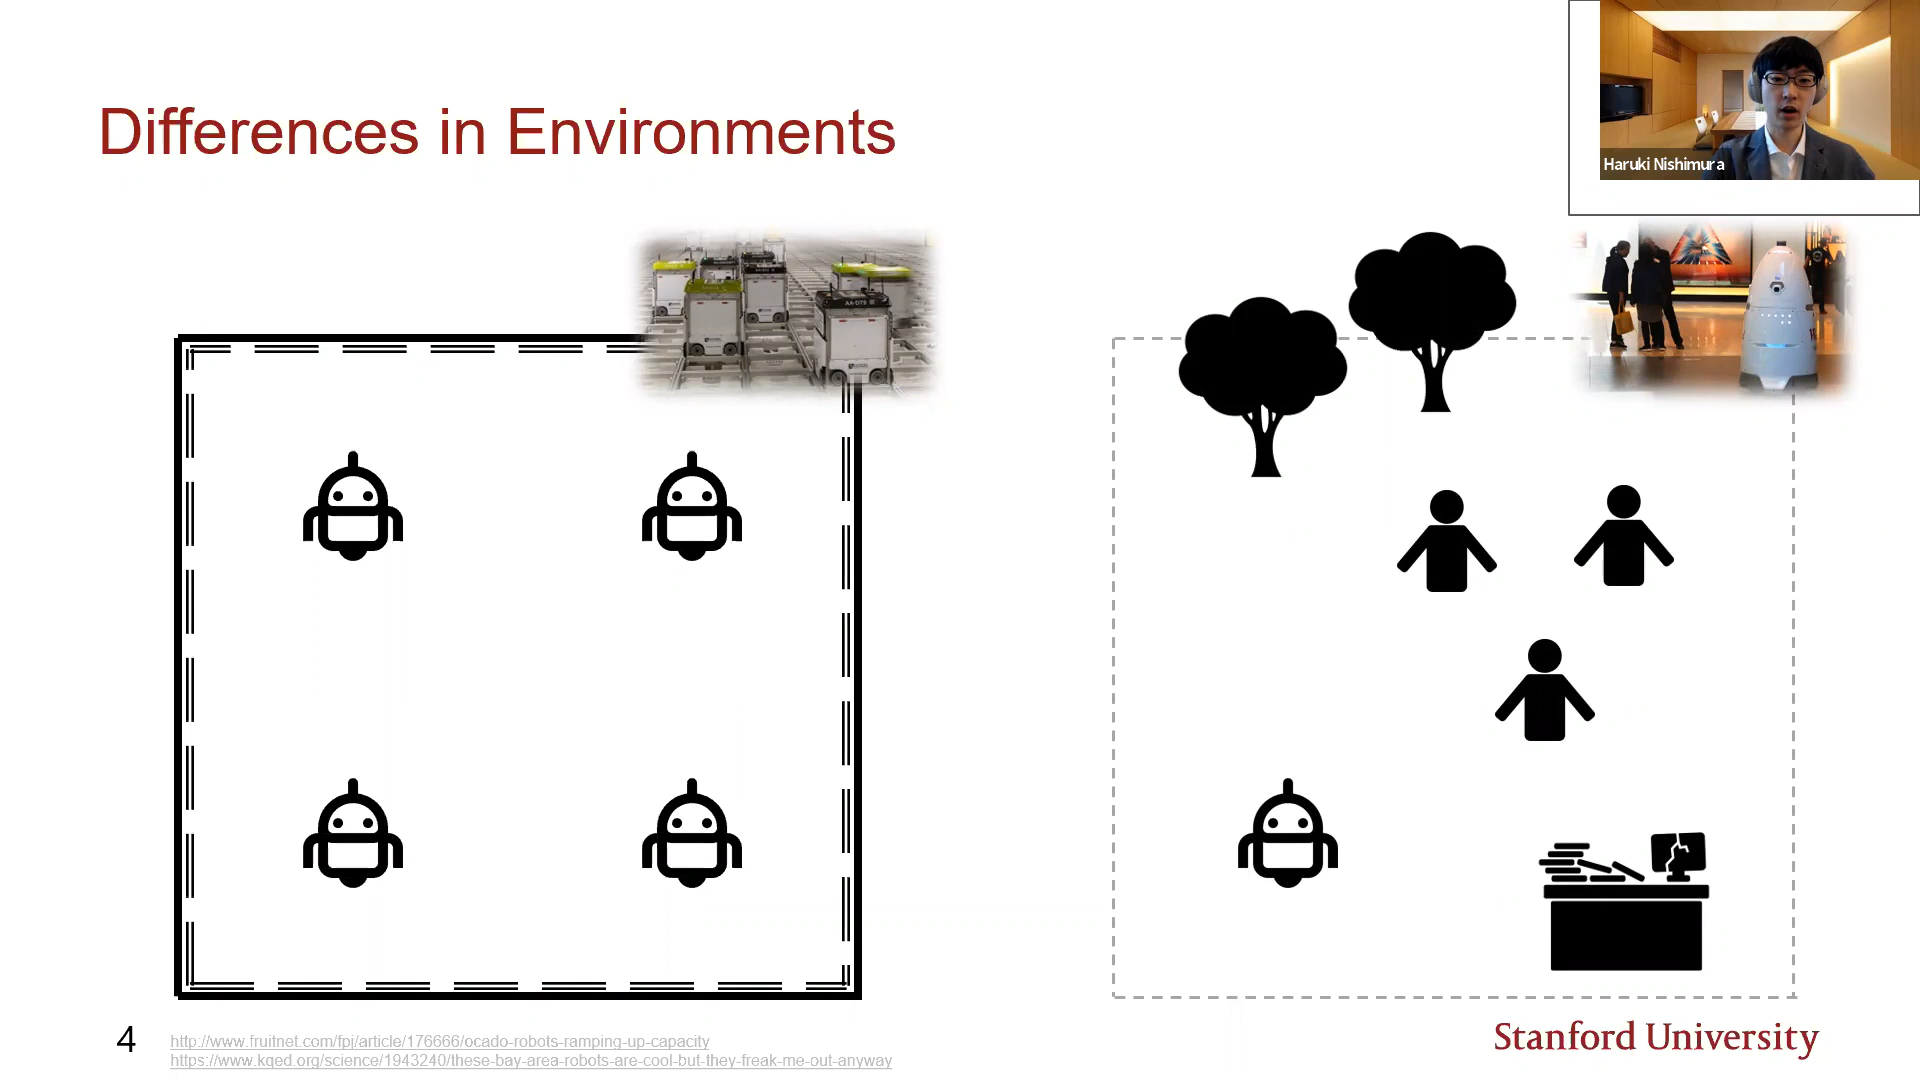 Differences in Environments
Haruki Nishimura
AA-D78
4
http://www.fruitnet.com/fpj/article/176666/ocado-robots-ramping-up-capacity
https://www.kqed.org/science/1943240/these-bay-area-robots-are-cool-but-they-freak-me-out-anyway
Stanford University